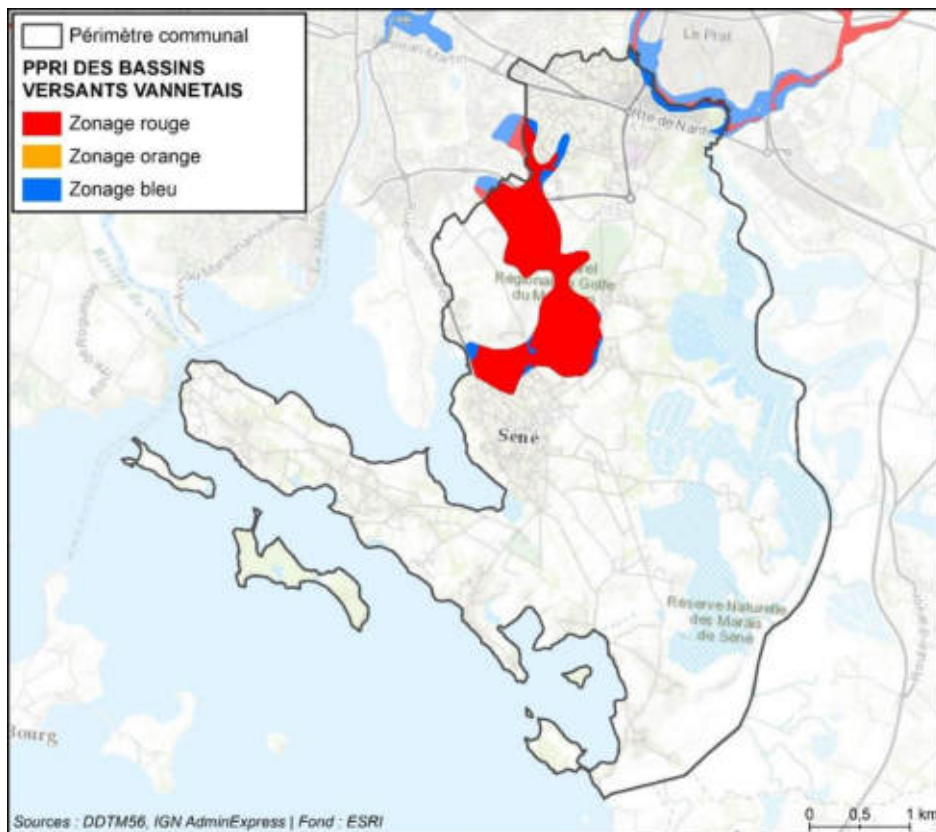 Périmètre communal
PPRI DES BASSINS
VERSANTS VANNETAIS
Zonage rouge
Zonage orange
Zonage bleu
Le Prat
Séné
Réserve Naturelle
des Marais
de Séné
Bourg
0 0,5 1 km
Sources : DDTM56, IGN AdminExpress | Fond : ESRI